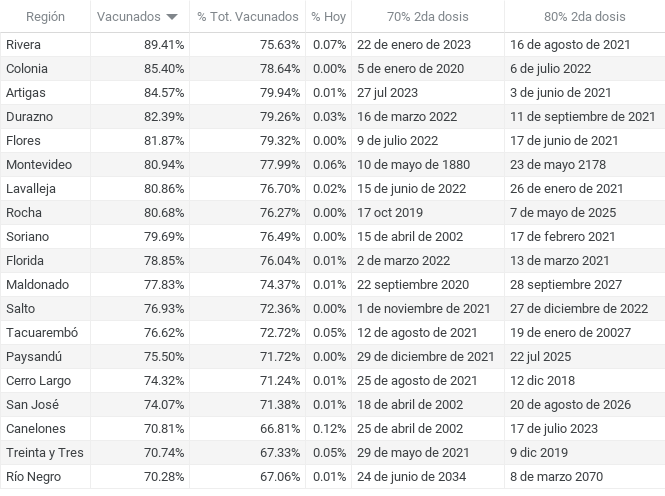 Región Vacunados % Tot. Vacunados % Hoy 70% 2da dosis 80% 2da dosis
Rivera 89.41% 75.63% 0.07% 22 de enero de 2023 16 de agosto de 2021
Colonia 85.40% 78.64% 0.00% 5 de enero de 2020 6 de julio 2022
Artigas 84.57% 79.94% 0.01% 27 jul 2023 3 de junio de 2021
Durazno 82.39% 79.26% 0.03% 16 de marzo 2022 11 de septiembre de 2021
Flores 81.87% 79.32% 0.00% 9 de julio 2022 17 de junio de 2021
Montevideo 80.94% 77.99% 0.06% 10 de mayo de 1880 23 de mayo 2178
Lavalleja 80.86% 76.70% 0.02% 15 de junio de 2022 26 de enero de 2021
Rocha 80.68% 76.27% 0.00% 17 oct 2019 7 de mayo de 2025
Soriano 79.69% 76.49% 0.00% 15 de abril de 2002 17 de febrero 2021
Florida 78.85% 76.04% 0.01% 2 de marzo 2022 13 de marzo 2021
Maldonado 77.83% 74.37% 0.01% 22 septiembre 2020 28 septiembre 2027
Salto 76.93% 72.36% 0.00% 1 de noviembre de 2021 27 de diciembre de 2022
Tacuarembó 76.62% 72.72% 0.05% 12 de agosto de 2021 19 de enero de 20027
Paysandú 75.50% 71.72% 0.00% 29 de diciembre de 2021 22 jul 2025
Cerro Largo 74.32% 71.24% 0.01% 25 de agosto de 2021 12 dic 2018
San José 74.07% 71.38% 0.01% 18 de abril de 2002 20 de agosto de 2026
Canelones 70.81% 66.81% 0.12% 25 de abril de 2002 17 de julio 2023
Treinta y Tres 70.74% 67.33% 0.05% 29 de mayo de 2021 9 dic 2019
Río Negro 70.28% 67.06% 0.01% 24 de junio de 2034 8 de marzo 2070